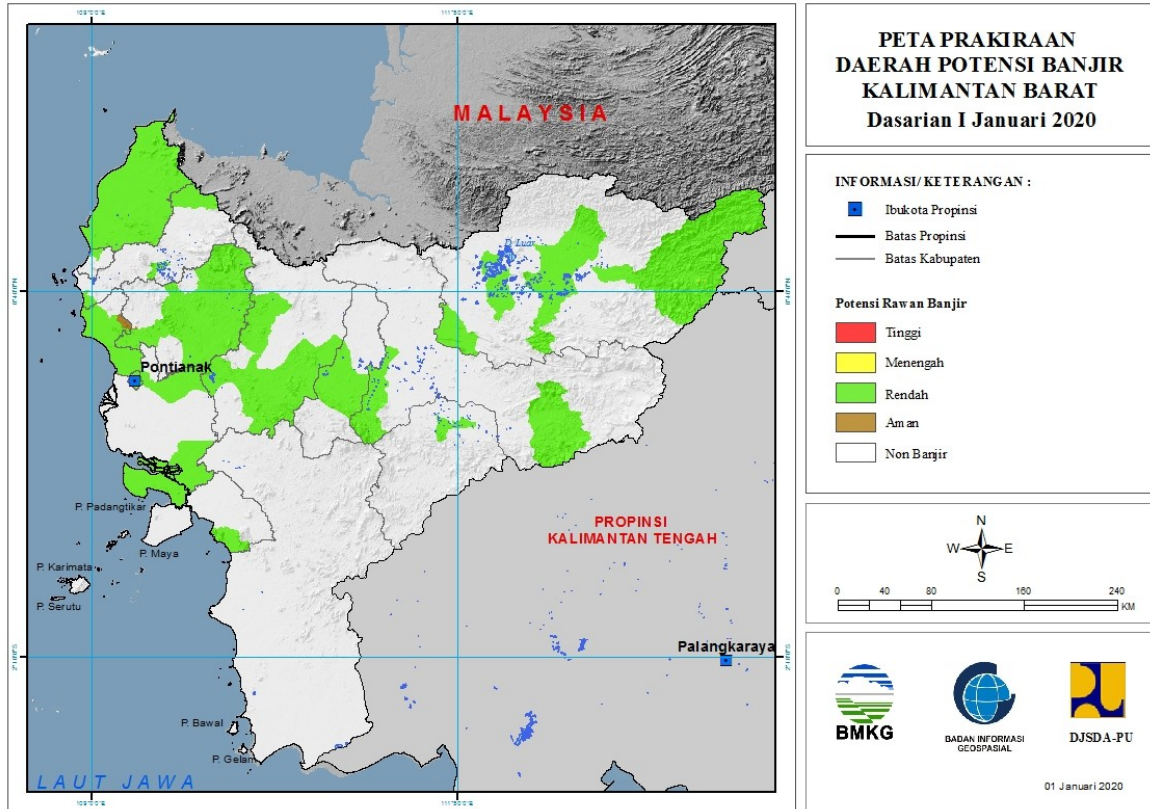 MALAYSIA
D. Luar
Pontianak
P. Padangtikar
P. Maya
P. Karimata
P. Serutu
PROPINSI
KALIMANTAN TENGAH
Palangkaraya
P. Bawal
P. Gelam
LAUT JAWA
PETA PRAKIRAAN
DAERAH POTENSI BANJIR
KALIMANTAN BARAT
Dasarian I Januari 2020
INFORMASI/ KETERANGAN :
Ibukota Propinsi
Batas Propinsi
Batas Kabupaten
Potensi Rawan Banjir
Tinggi
Menengah
Rendah
Aman
Non Banjir
N
W E
S
0 40 80 160 240
KM
BMKG
BADAN INFORMASI
GEOSPASIAL
DJSDA-PU
01 Januari 2020